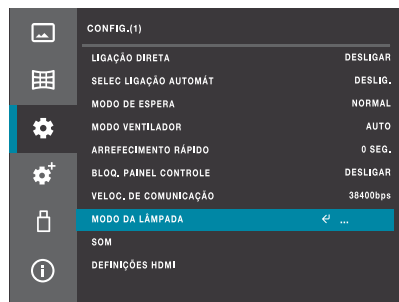 CONFIG.(1)
LIGAÇÃO DIRETA DESLIGAR
SELEC LIGAÇÃO AUTOMÁT DESLIG.
MODO DE ESPERA NORMAL
MODO VENTILADOR AUTO
ARREFECIMENTO RÁPIDO 0 SEG.
BLOQ. PAINEL CONTROLE DESLIGAR
VELOC. DE COMUNICAÇÃO 38400bps
MODO DA LÂMPADA ...
SOM
DEFINIÇÕES HDMI